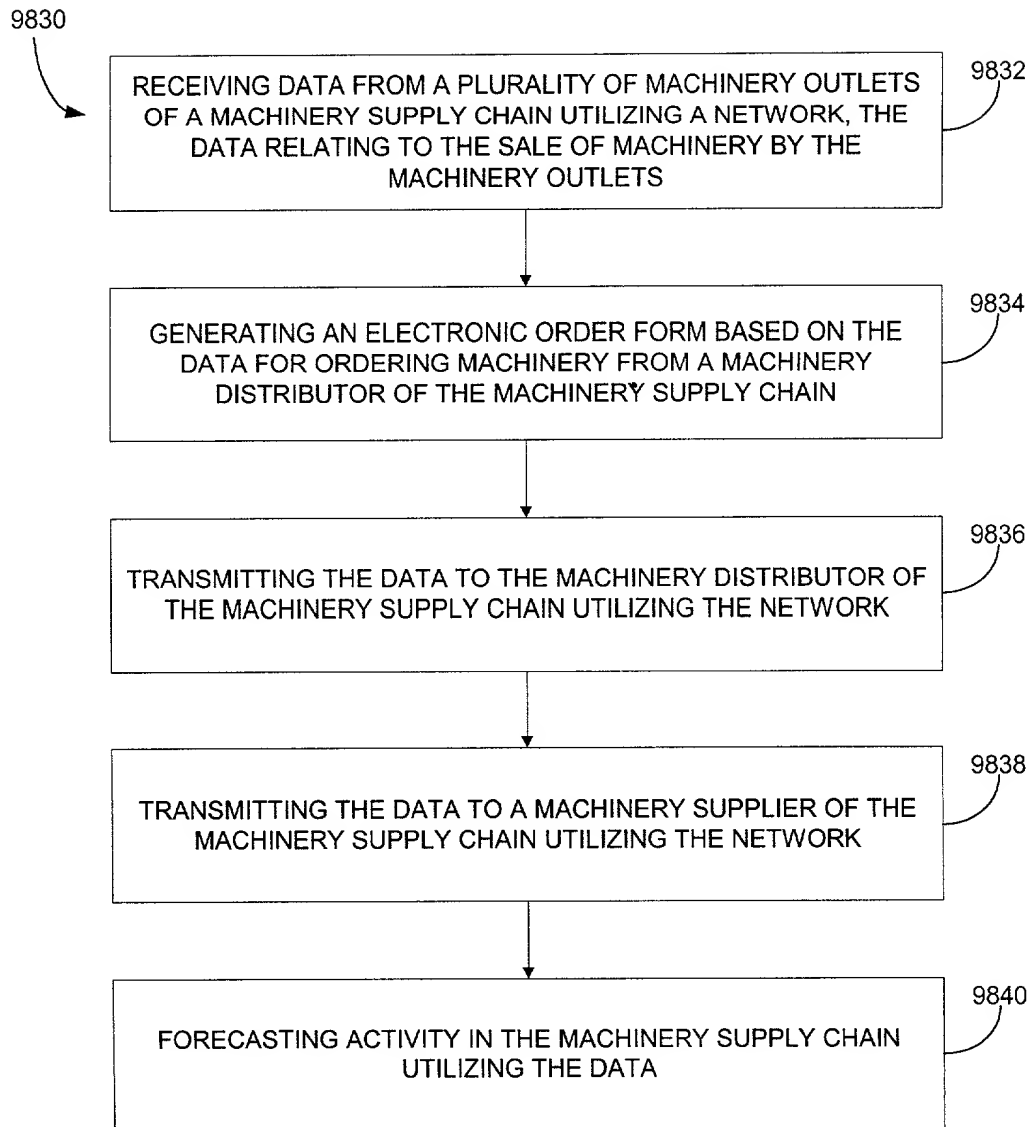 9830
RECEIVING DATA FROM A PLURALITY OF MACHINERY OUTLETS
OF A MACHINERY SUPPLY CHAIN UTILIZING A NETWORK, THE
DATA RELATING TO THE SALE OF MACHINERY BY THE
MACHINERY OUTLETS
9832
GENERATING AN ELECTRONIC ORDER FORM BASED ON THE
DATA FOR ORDERING MACHINERY FROM A MACHINERY
DISTRIBUTOR OF THE MACHINERY SUPPLY CHAIN
9834
TRANSMITTING THE DATA TO THE MACHINERY DISTRIBUTOR OF
THE MACHINERY SUPPLY CHAIN UTILIZING THE NETWORK
9836
TRANSMITTING THE DATA TO A MACHINERY SUPPLIER OF THE
MACHINERY SUPPLY CHAIN UTILIZING THE NETWORK
9838
FORECASTING ACTIVITY IN THE MACHINERY SUPPLY CHAIN
UTILIZING THE DATA
9840